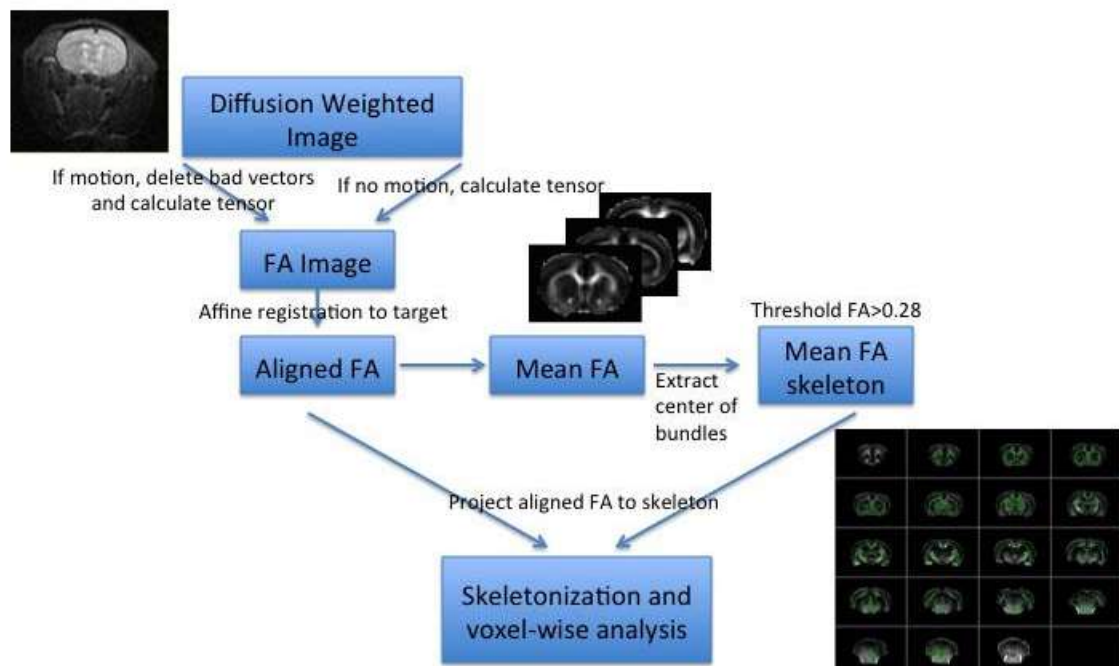 Diffusion Weighted
Image
If motion, delete bad vectors
and calculate tensor
If no motion, calculate tensor
FA Image
Affine registration to target
Threshold FA>0.28
Aligned FA
Mean FA
Mean FA
skeleton
Extract
center of
bundles
Project aligned FA to skeleton
Skeletonization and
voxel-wise analysis